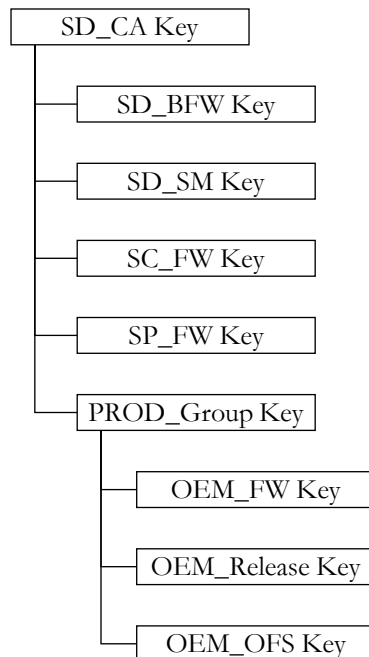 SD_CA Key
SD_BFW Key
SD_SM Key
SC_FW Key
SP_FW Key
PROD_Group Key
OEM_FW Key
OEM_Release Key
OEM_OFS Key